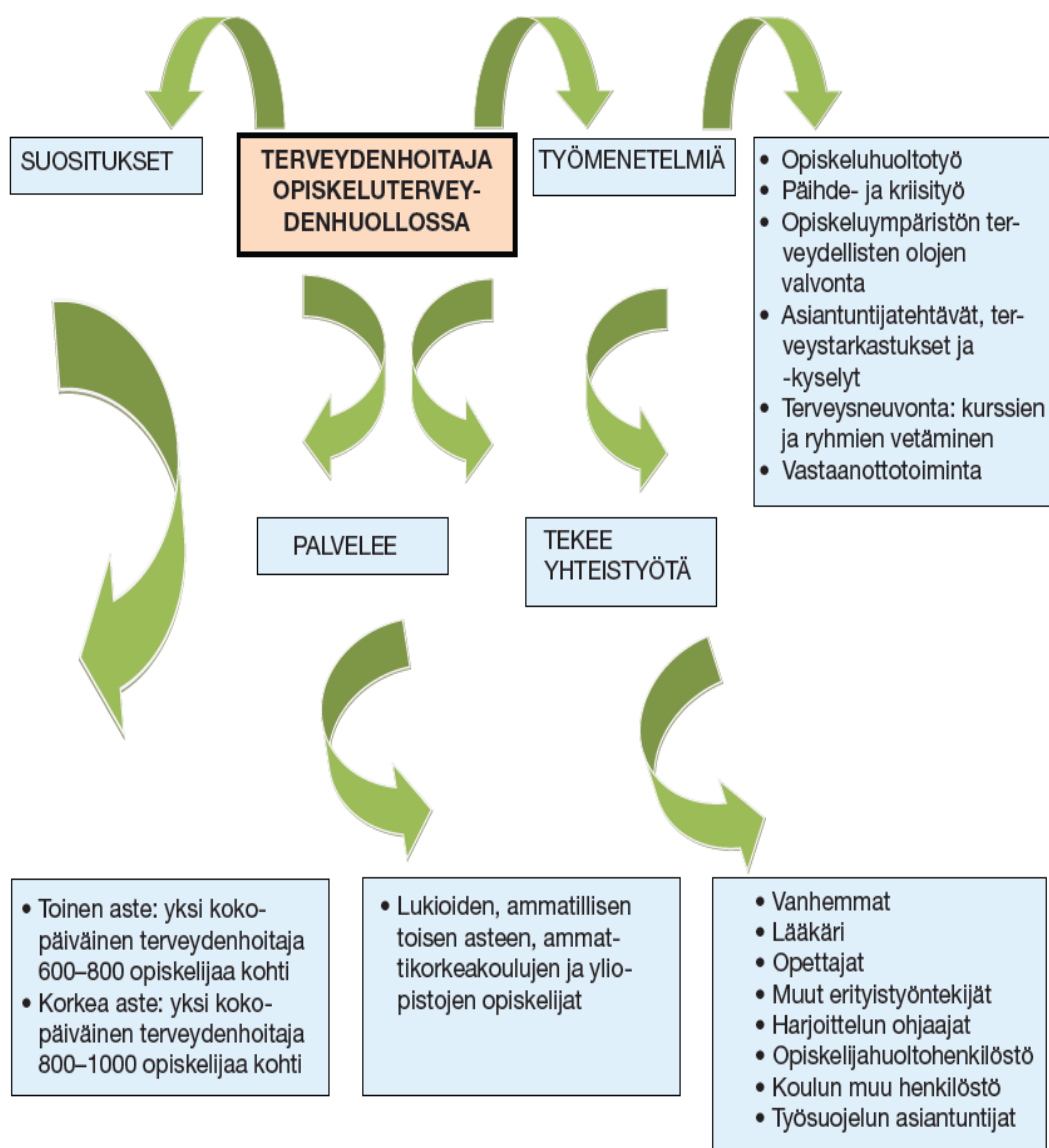 SUOSITUKSET
TERVEYDENHOITAJA
OPISKELUTERVEY-
DENHUOLLOSSA
TYÖMENETELMIÄ
• Opiskeluhuoltotyö
• Päihde- ja kriisityö
• Opiskeluympäristön ter-
veydellisten olojen
valvonta
• Asiantuntijatehtävät, ter-
veystarkastukset ja
-kyselyt
• Terveysneuvonta: kurssien
ja ryhmien vetäminen
• Vastaanottotoiminta
PALVELEE
TEKEE
YHTEISTYÖTÄ
• Toinen aste: yksi koko-
päiväinen terveydenhoitaja
600–800 opiskelijaa kohti
• Korkea aste: yksi koko-
päiväinen terveydenhoitaja
800–1000 opiskelijaa kohti
• Lukioiden, ammatillisen
toisen asteen, ammat-
tikorkeakoulujen ja ylio-
pistojen opiskelijat
• Vanhemmat
• Lääkäri
• Opettajat
• Muut erityistyöntekijät
• Harjoittelun ohjaajat
• Opiskelijahuoltohenkilöstö
• Koulun muu henkilöstö
• Työsuojelun asiantuntijat